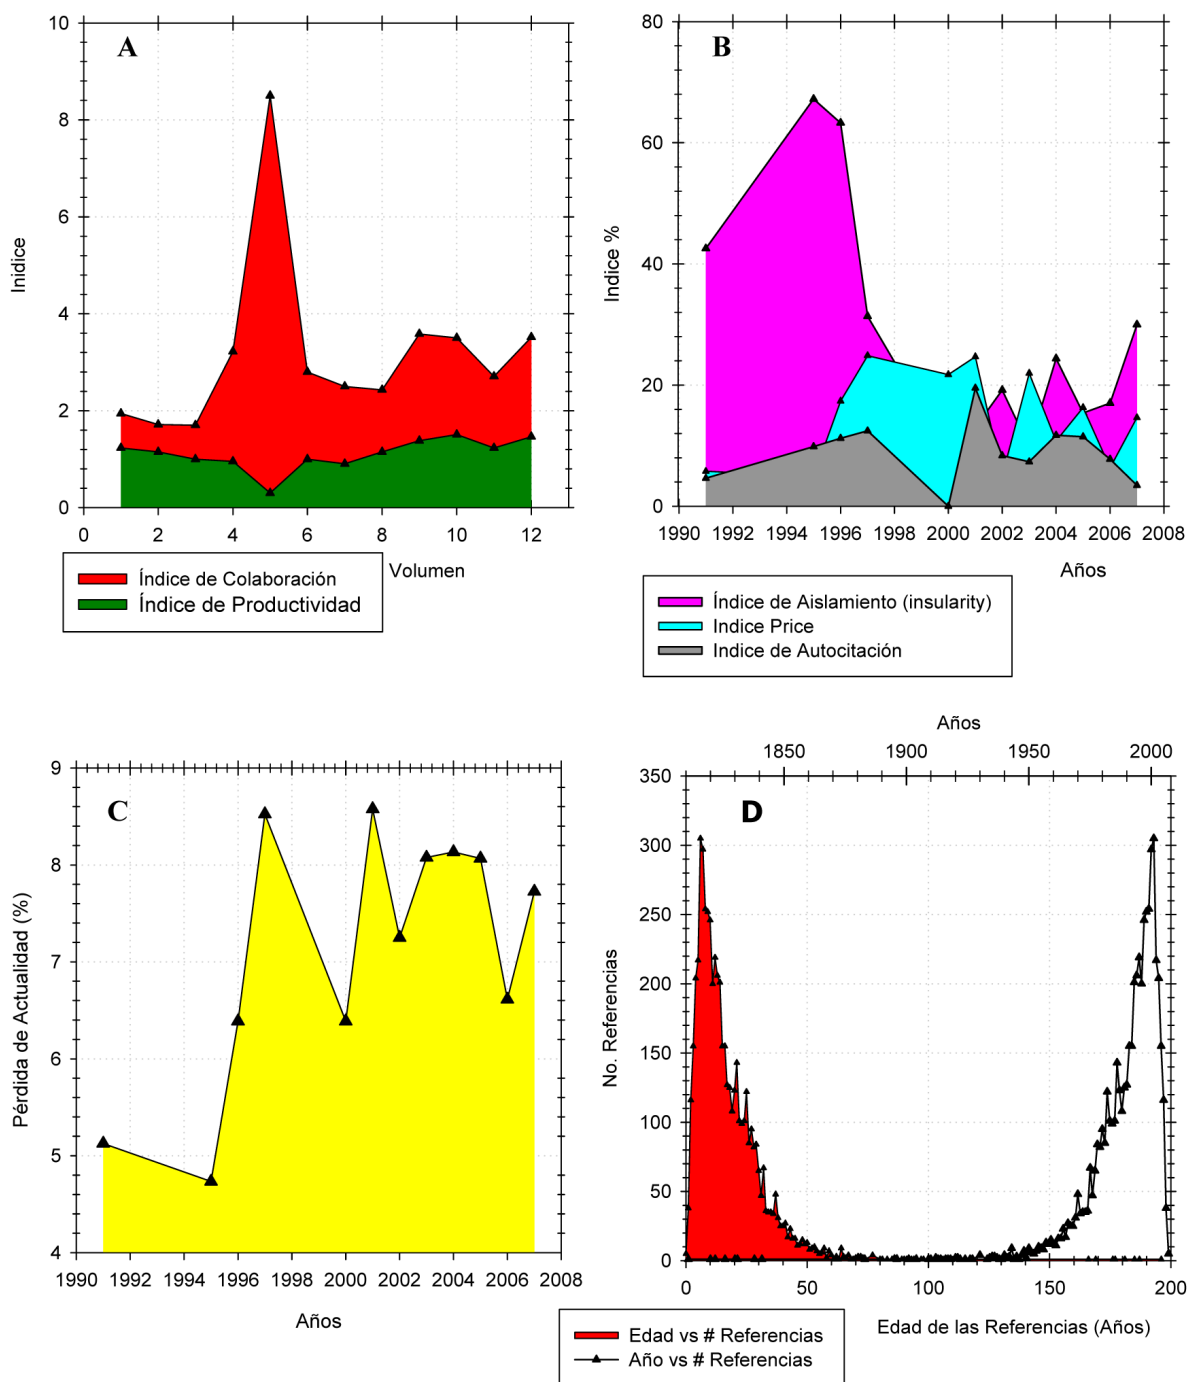 A
10
8
6
4
2
0
Inidice
0 2 4 6 8 10 12
Volumen
Índice de Colaboración
Índice de Productividad
B
80
60
40
20
0
Indice %
1990 1992 1994 1996 1998 2000 2002 2004 2006 2008
Años
Índice de Aislamiento (insularity)
Indice Price
Indice de Autocitación
C
9
8
7
6
5
4
Pérdida de Actualidad (%)
1990 1992 1994 1996 1998 2000 2002 2004 2006 2008
Años
Años
1850 1900 1950 2000
D
350
300
250
200
150
100
50
0
No. Referencias
0 50 100 150 200
Edad de las Referencias (Años)
Edad vs # Referencias
Año vs # Referencias